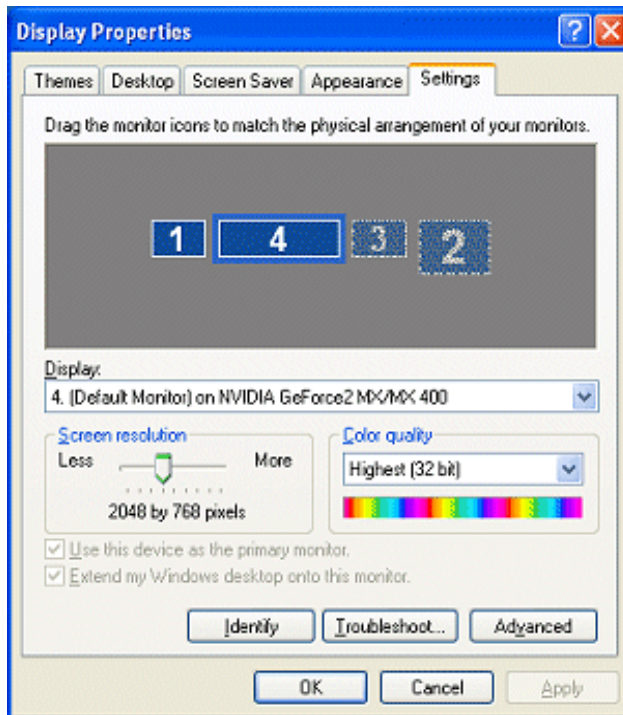 Display Properties
Themes Desktop Screen Saver Appearance Settings
Drag the monitor icons to match the physical arrangement of your monitors.
1 4 3 2
Display:
4. (Default Monitor) on NVIDIA GeForce2 MX/MX 400
Screen resolution
Less More
2048 by 768 pixels
Color quality
Highest (32 bit)
Use this device as the primary monitor.
Extend my Windows desktop onto this monitor.
Identify Troubleshoot... Advanced
OK Cancel Apply